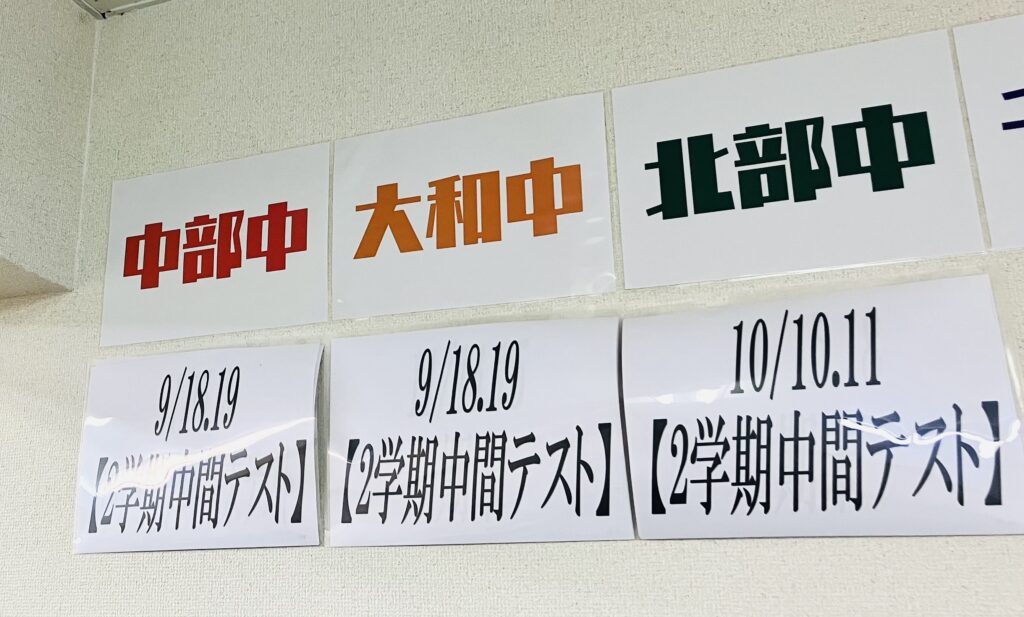 中部中
大和中
北部中
9/18.19
【2学期中間テスト】
9/18.19
【2学期中間テスト】
10/10.11
【2学期中間テスト】